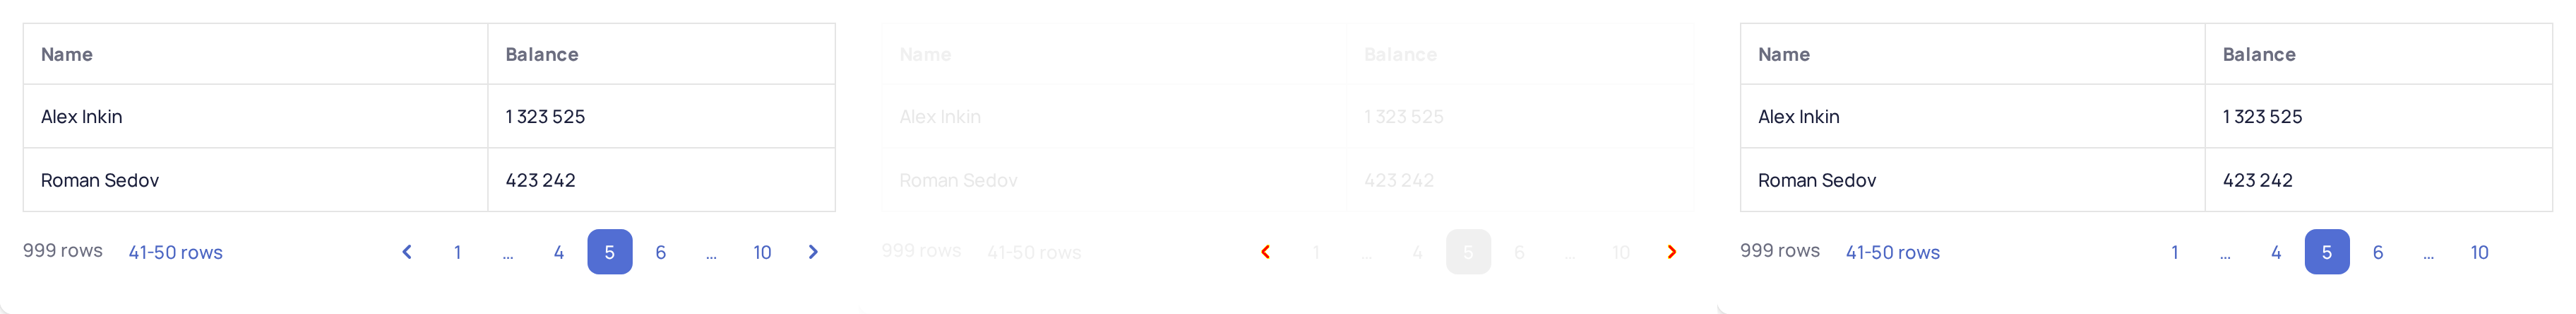 Name Balance
Alex Inkin 1 323 525
Roman Sedov 423 242
999 rows 41-50 rows 1 ... 4 5 6 ... 10
Name Balance
Alex Inkin 1 323 525
Roman Sedov 423 242
999 rows 41-50 rows 1 ... 4 5 6 ... 10
Name Balance
Alex Inkin 1 323 525
Roman Sedov 423 242
999 rows 41-50 rows 1 ... 4 5 6 ... 10